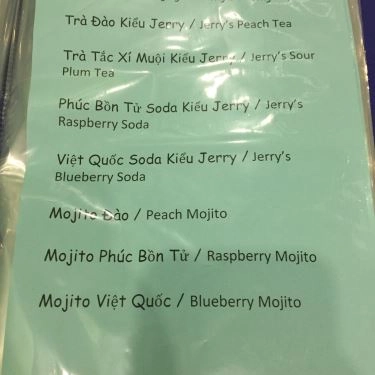 Trà Đào Kiểu Jerry / Jerry's Peach Tea
Trà Tắc Xí Muội Kiểu Jerry / Jerry's Sour
Plum Tea
Phúc Bồn Tử Soda Kiểu Jerry / Jerry's
Raspberry Soda
Việt Quốc Soda Kiểu Jerry / Jerry's
Blueberry Soda
Mojito Đào / Peach Mojito
Mojito Phúc Bồn Tử / Raspberry Mojito
Mojito Việt Quốc / Blueberry Mojito